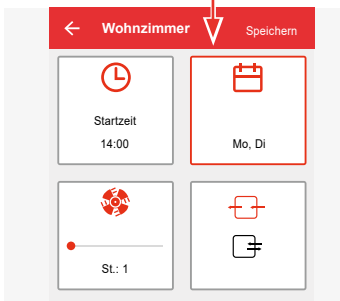 Wohnzimmer
Speichern
Startzeit
14:00
Mo, Di
St.: 1